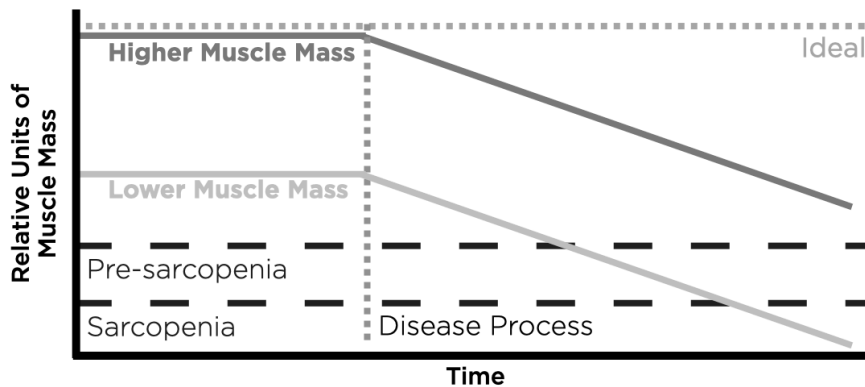 Relative Units of
Muscle Mass
Higher Muscle Mass
Ideal
Lower Muscle Mass
Pre-sarcopenia
Sarcopenia
Disease Process
Time